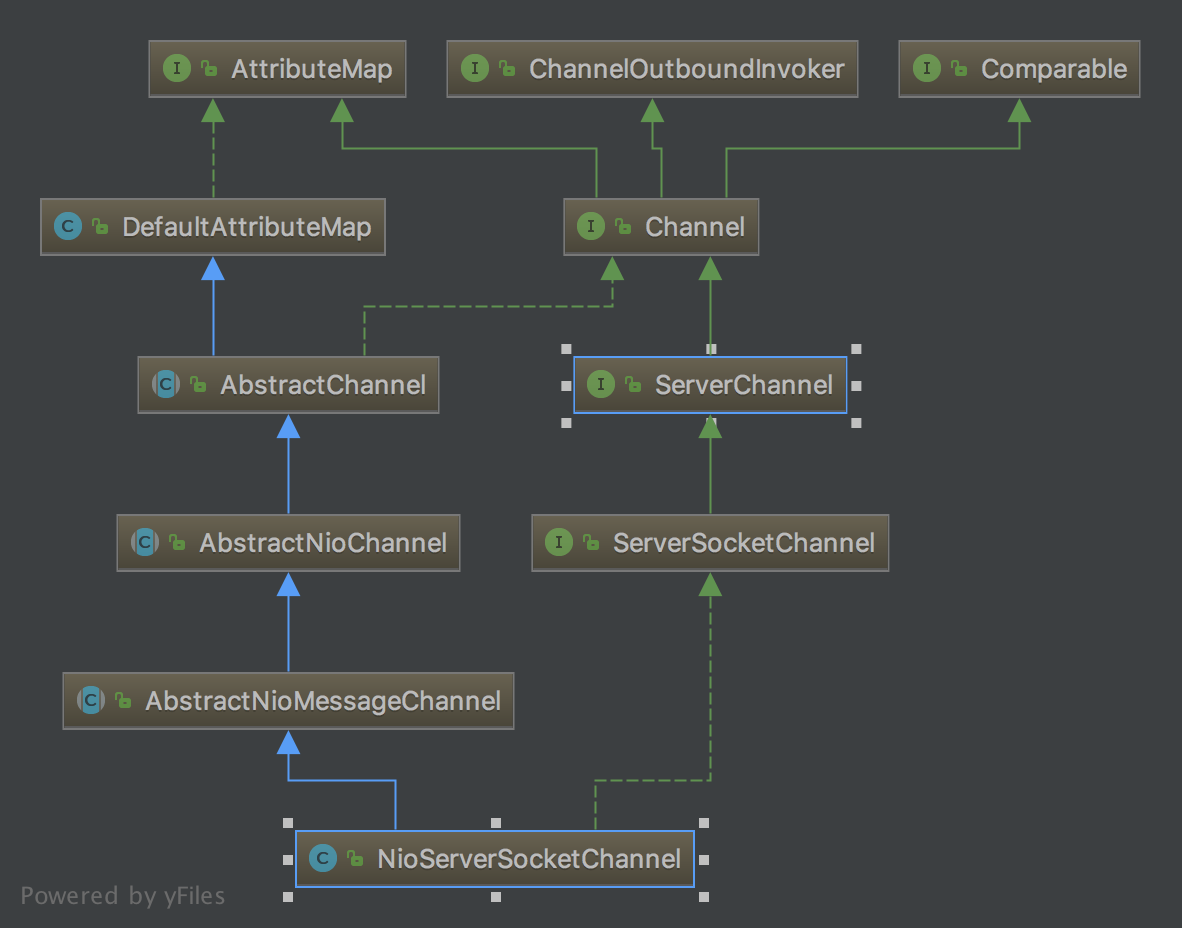 I AttributeMap
I ChannelOutboundInvoker
I Comparable
C DefaultAttributeMap
I Channel
C AbstractChannel
I ServerChannel
C AbstractNioChannel
I ServerSocketChannel
C AbstractNioMessageChannel
C NioServerSocketChannel
Powered by yFiles